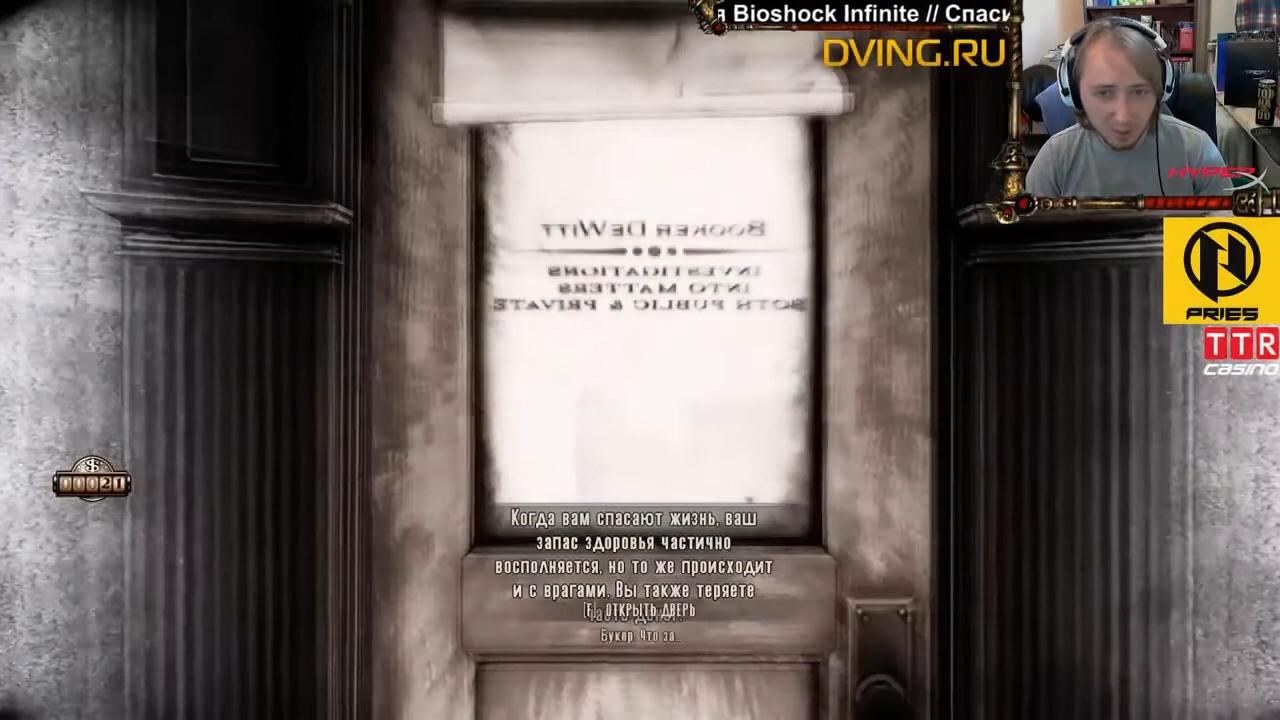 я Bioshock Infinite // Спаси
DVING.RU
HYPERX
PRIES
TTR
CASINO
BOOKER DEWITT
INVESTIGATIONS
INTO MATTERS
BOTH PUBLIC & PRIVATE
$
00021
Когда вам спасают жизнь, ваш
запас здоровья частично
восполняется, но то же происходит
и с врагами. Вы также теряете
[F] ОТКРЫТЬ ДВЕРЬ
Букер: Что за...